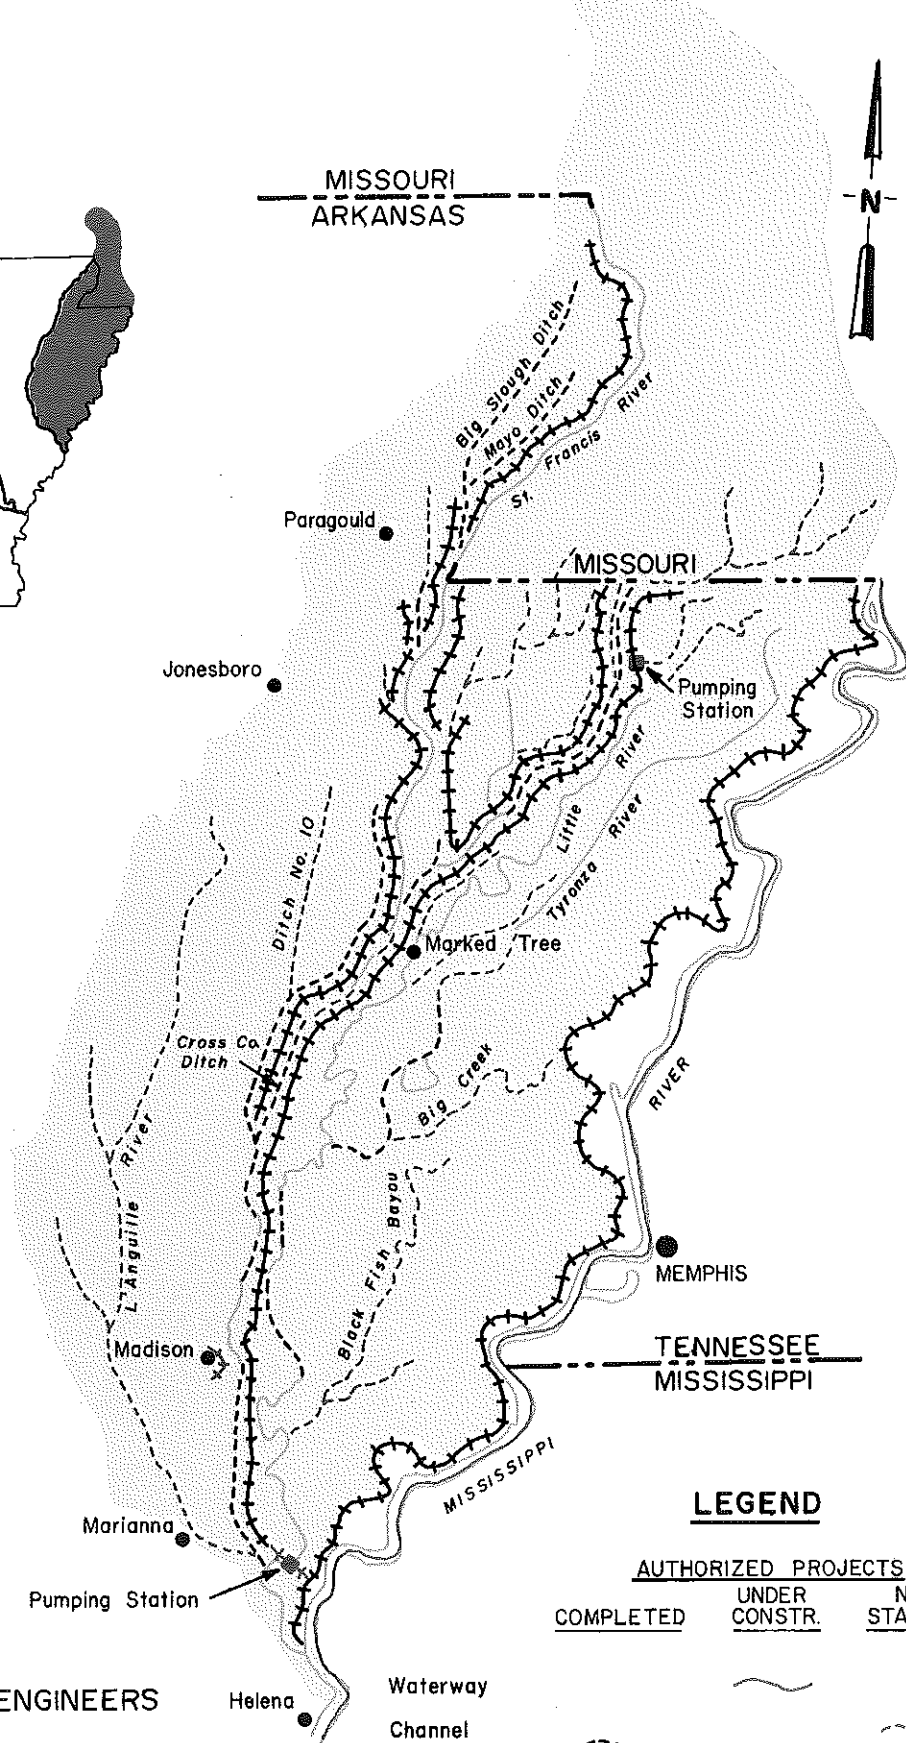 MISSOURI
ARKANSAS
N
Big Slough Ditch
Mayo Ditch
St. Francis River
Paragould
MISSOURI
Jonesboro
Pumping
Station
Little River
Tyronza River
Ditch No. 10
Marked Tree
Cross Co.
Ditch
Big Creek
RIVER
L'Anguille River
Black Fish Bayou
MEMPHIS
Madison
TENNESSEE
MISSISSIPPI
MISSISSIPPI
LEGEND
Marianna
AUTHORIZED PROJECTS
Pumping Station
COMPLETED
UNDER
CONSTR.
N
STA
ENGINEERS
Helena
Waterway
Channel